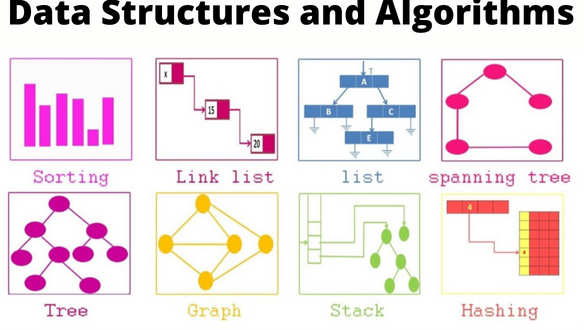 Data Structures and Algorithms
x
15
20
T
A
B C
E
Sorting Link list list spanning tree
4
4
Tree Graph Stack Hashing